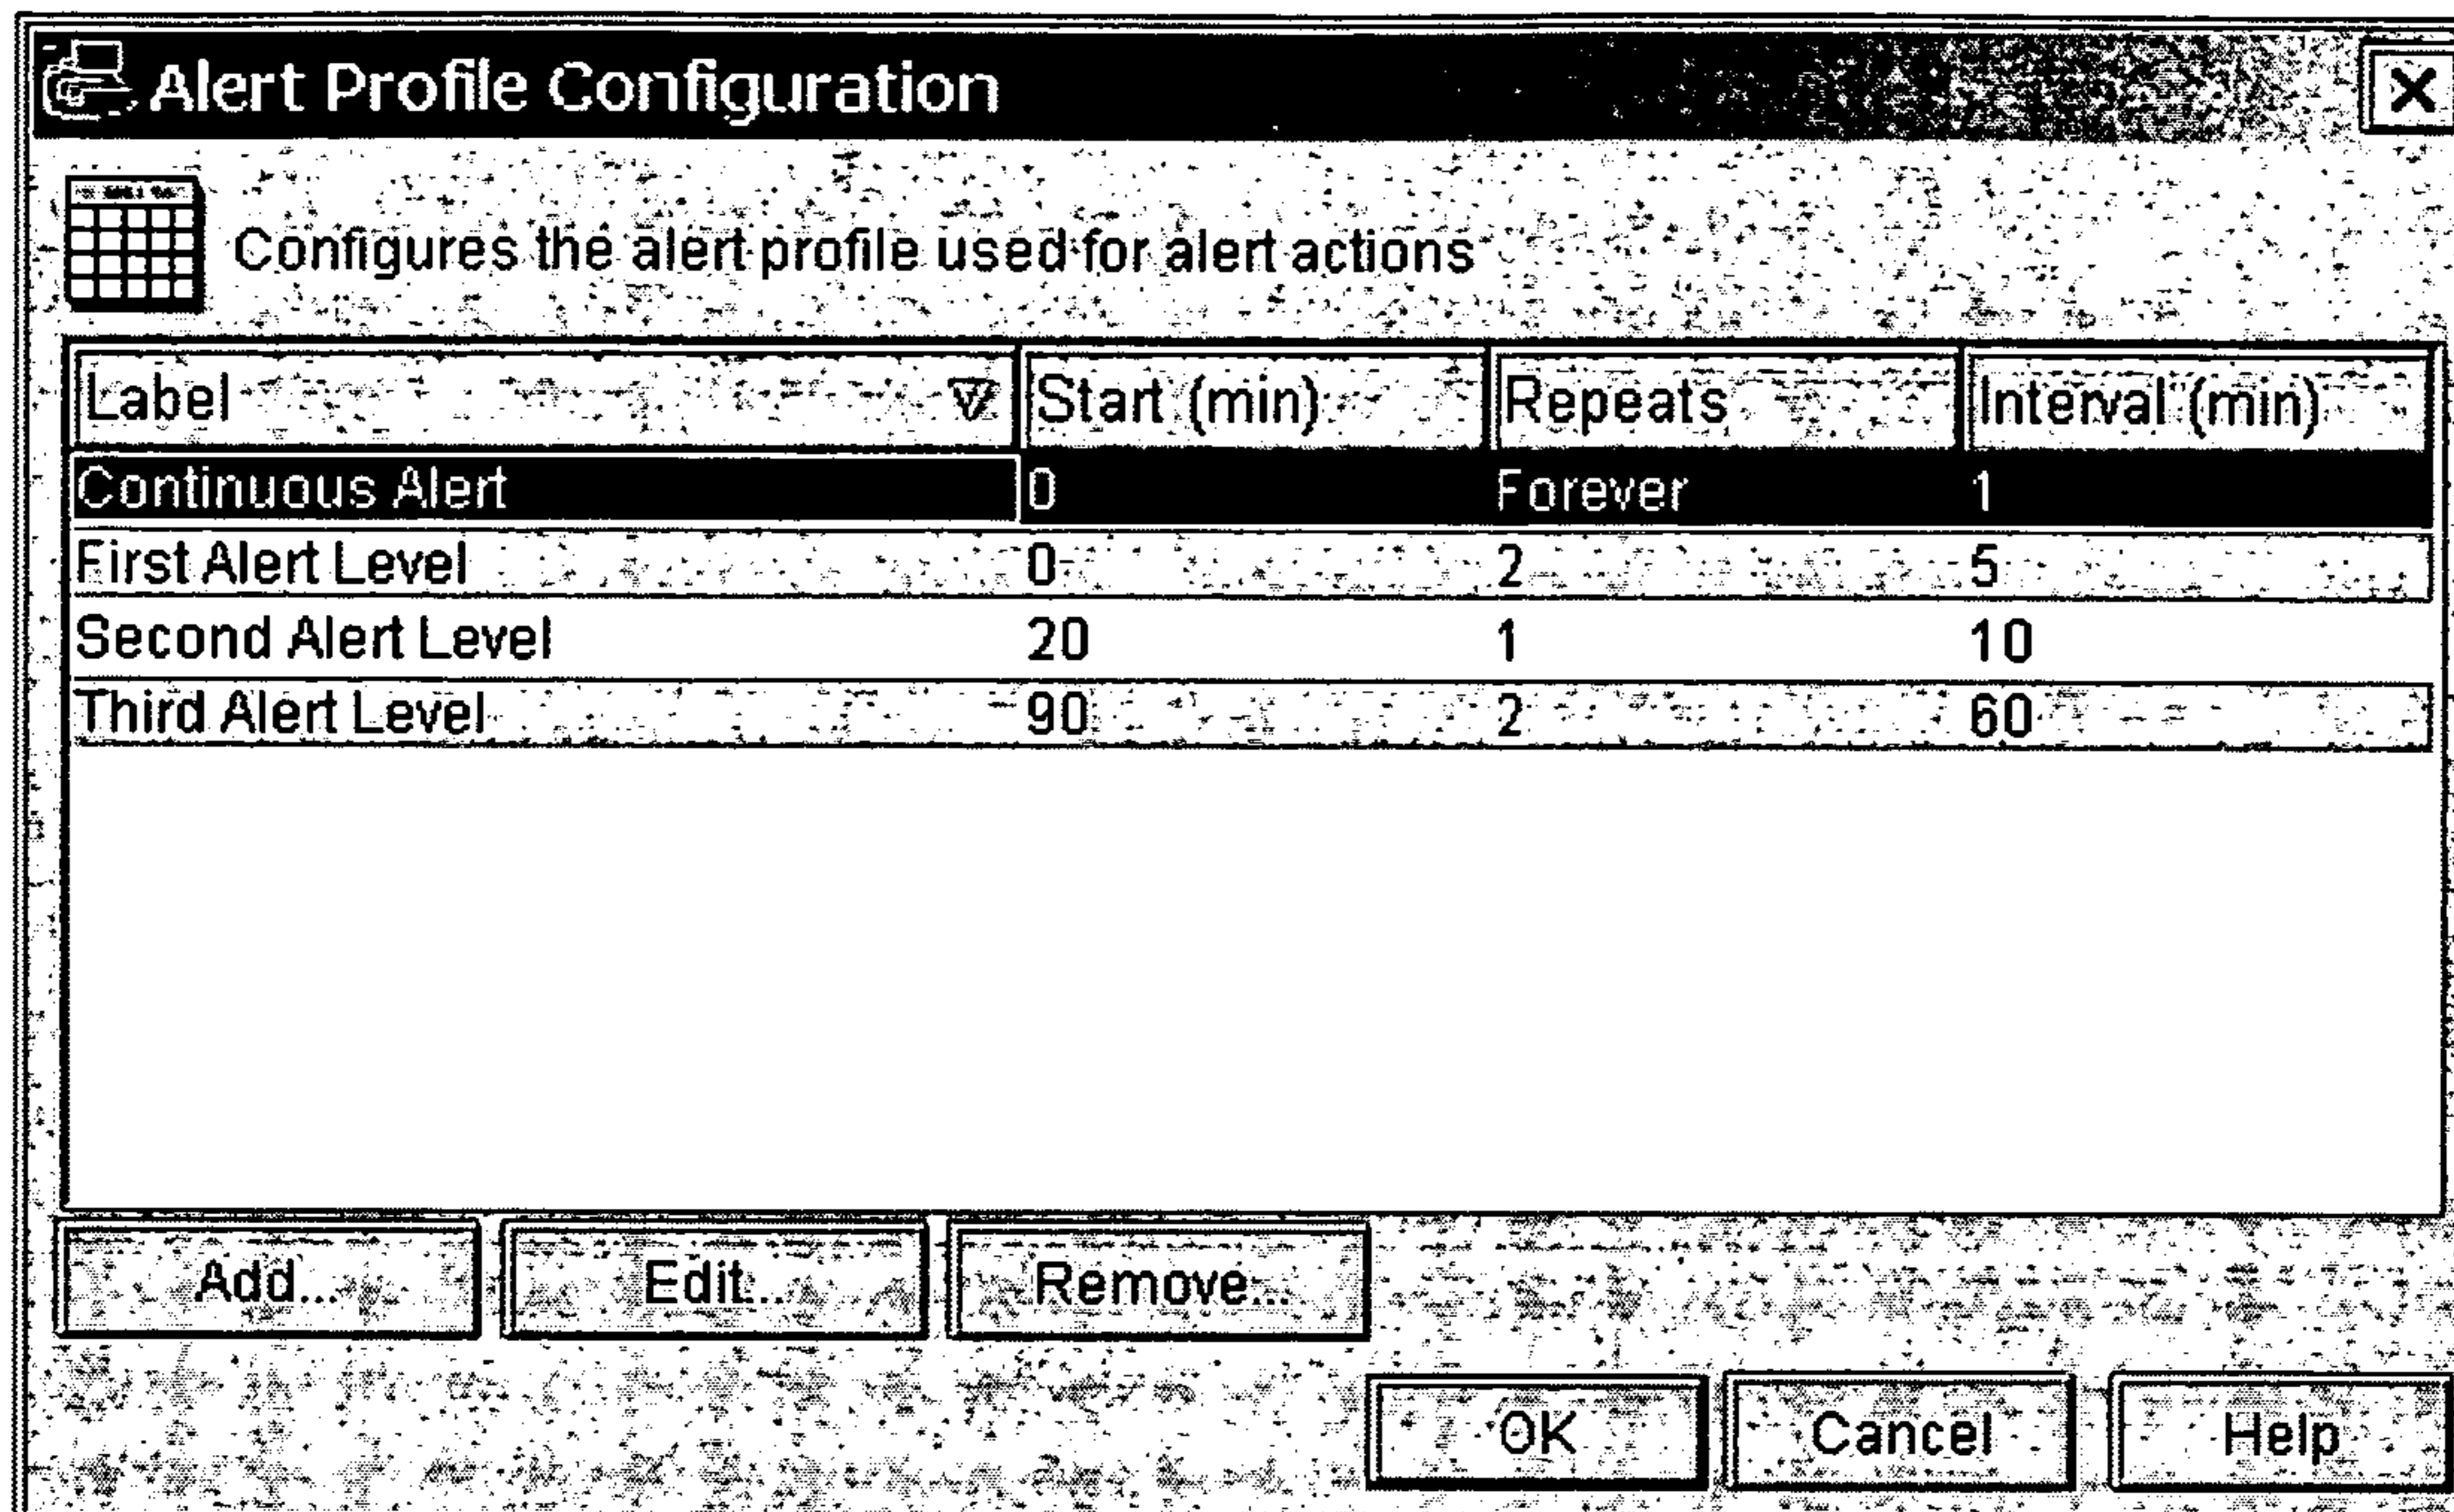 Alert Profile Configuration
Configures the alert profile used for alert actions
Label Start (min) Repeats Interval (min)
Continuous Alert 0 Forever 1
First Alert Level 0 2 5
Second Alert Level 20 1 10
Third Alert Level 90 2 60
Add... Edit... Remove...
OK Cancel Help